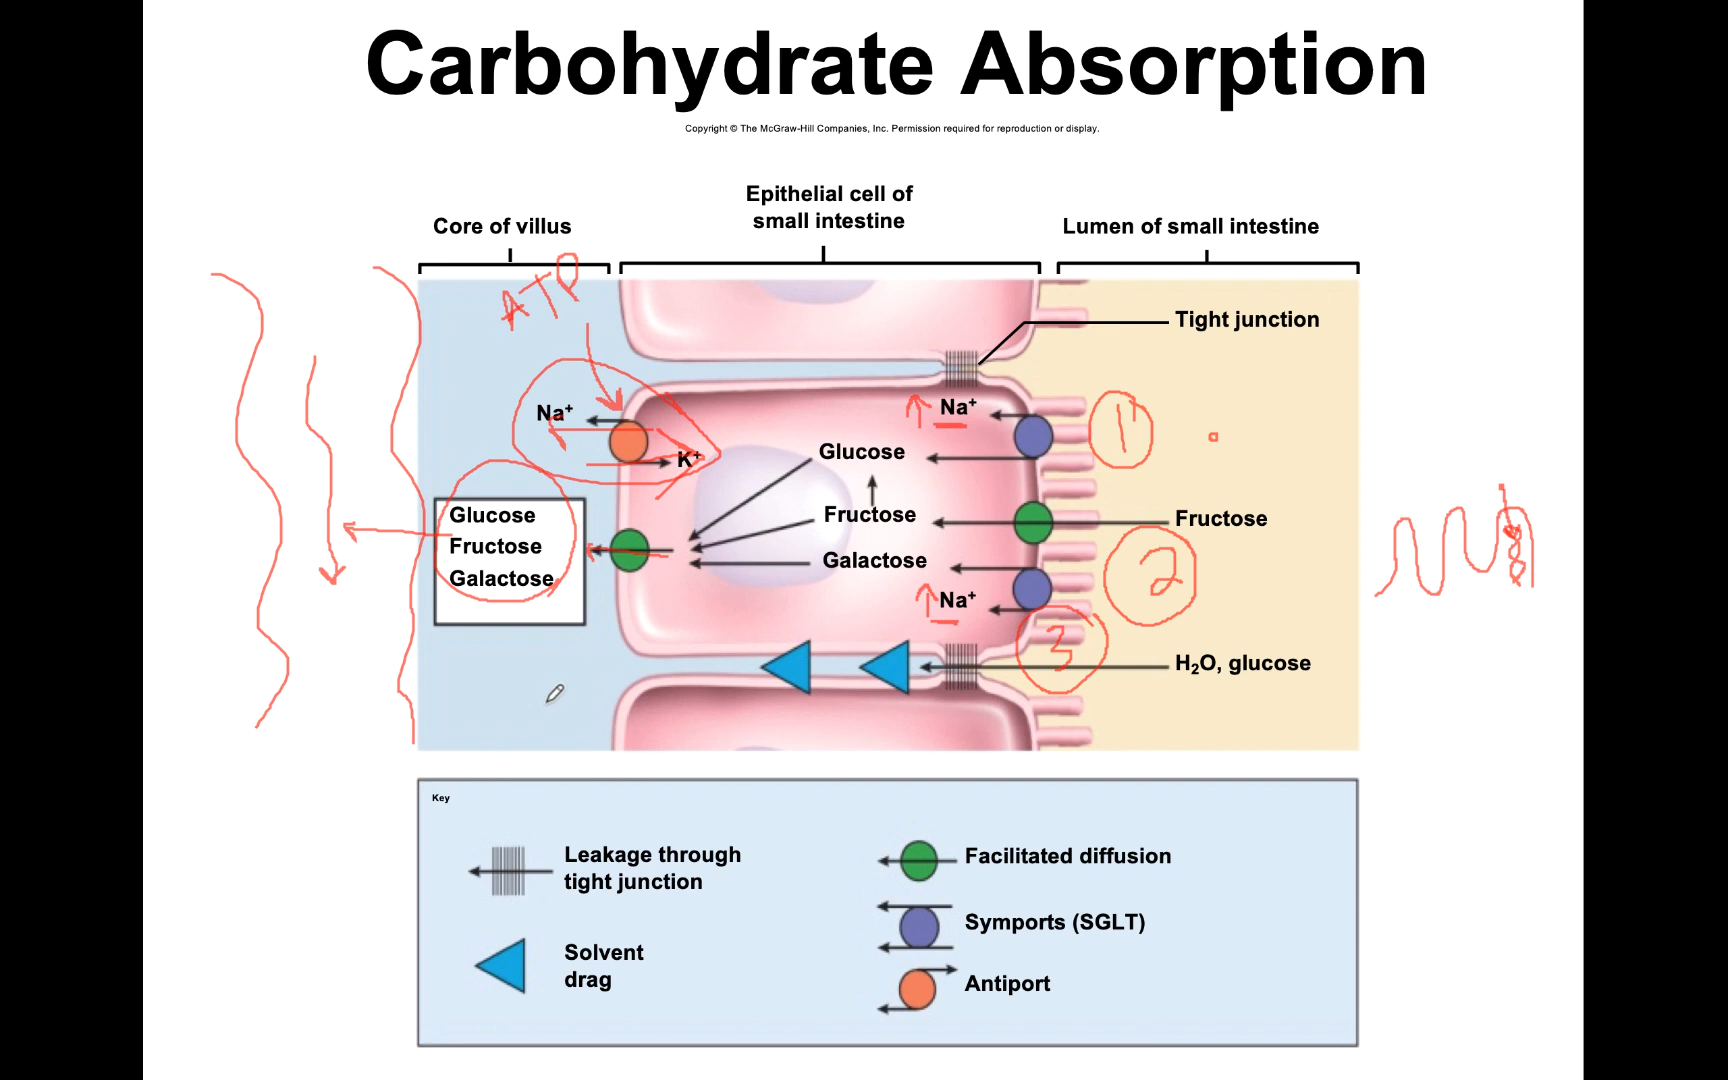 Carbohydrate Absorption
Copyright © The McGraw-Hill Companies, Inc. Permission required for reproduction or display.
Epithelial cell of
small intestine
Core of villus
Lumen of small intestine
ATP
Tight junction
Na⁺
Na⁺
1
K⁺
Glucose
Glucose
Fructose
Fructose
Fructose
Galactose
Galactose
2
Na⁺
3
H₂O, glucose
Key
Leakage through
tight junction
Facilitated diffusion
Symports (SGLT)
Solvent
drag
Antiport